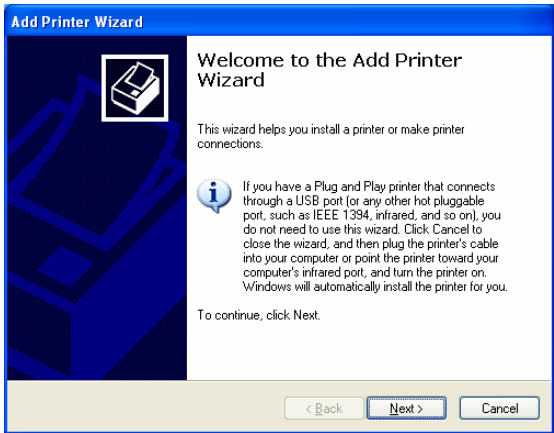 Add Printer Wizard
Welcome to the Add Printer
Wizard
This wizard helps you install a printer or make printer
connections.
If you have a Plug and Play printer that connects
through a USB port (or any other hot pluggable
port, such as IEEE 1394, infrared, and so on), you
do not need to use this wizard. Click Cancel to
close the wizard, and then plug the printer's cable
into your computer or point the printer toward your
computer's infrared port, and turn the printer on.
Windows will automatically install the printer for you.
To continue, click Next.
< Back Next > Cancel